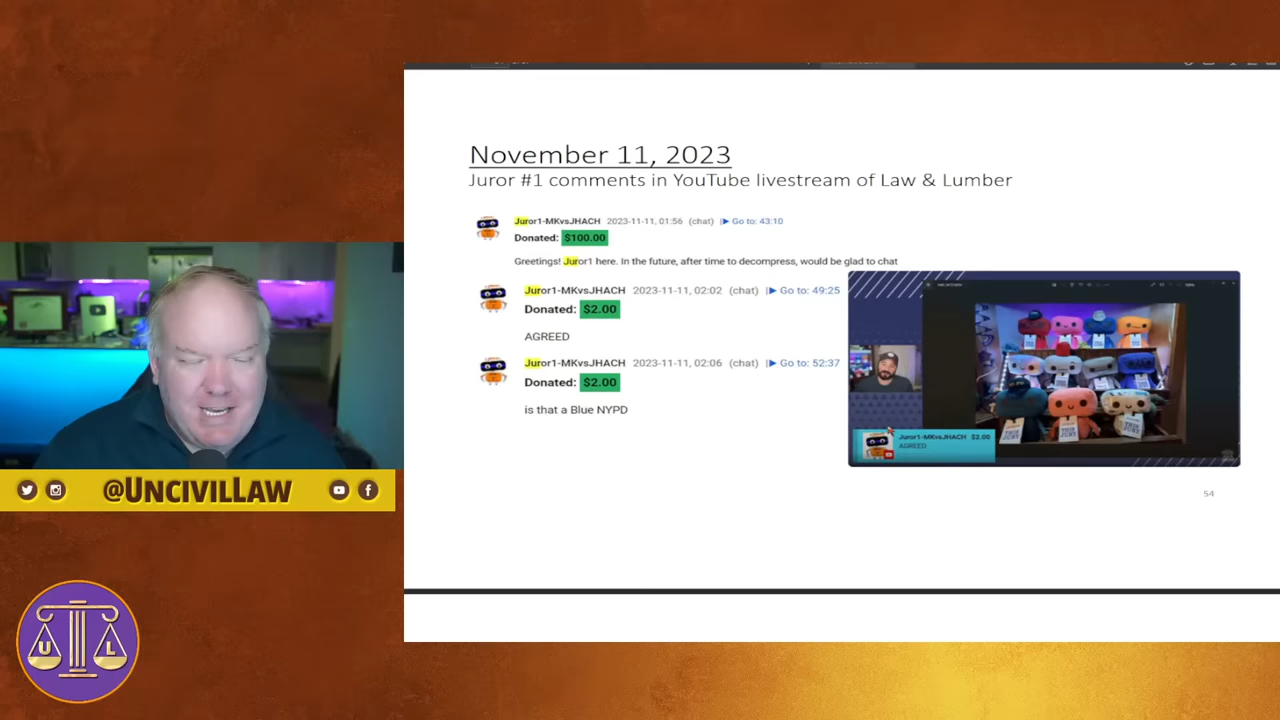 November 11, 2023
Juror #1 comments in YouTube livestream of Law & Lumber
Juror1-MKvsJHACH 2023-11-11, 01:56 (chat) |▶ Go to: 43:10
Donated: $100.00
Greetings! Juror1 here. In the future, after time to decompress, would be glad to chat
Juror1-MKvsJHACH 2023-11-11, 02:02 (chat) |▶ Go to: 49:25
Donated: $2.00
AGREED
Juror1-MKvsJHACH 2023-11-11, 02:06 (chat) |▶ Go to: 52:37
Donated: $2.00
is that a Blue NYPD
Juror1-MKvsJHACH $2.00
AGREED
54
@UNCIVILLAW
U L